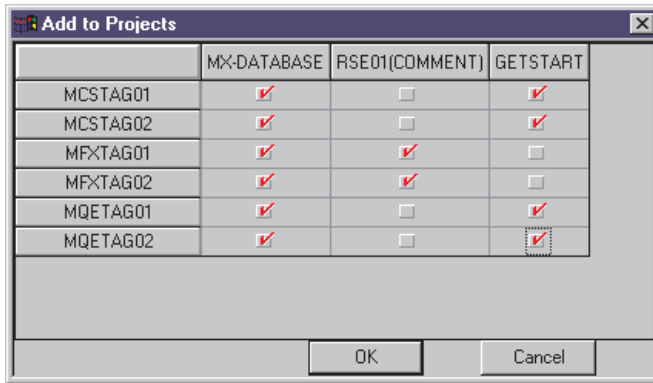 Add to Projects
MX-DATABASE RSE01(COMMENT) GETSTART
MCSTAG01
MCSTAG02
MFXTAG01
MFXTAG02
MQETAG01
MQETAG02
OK Cancel